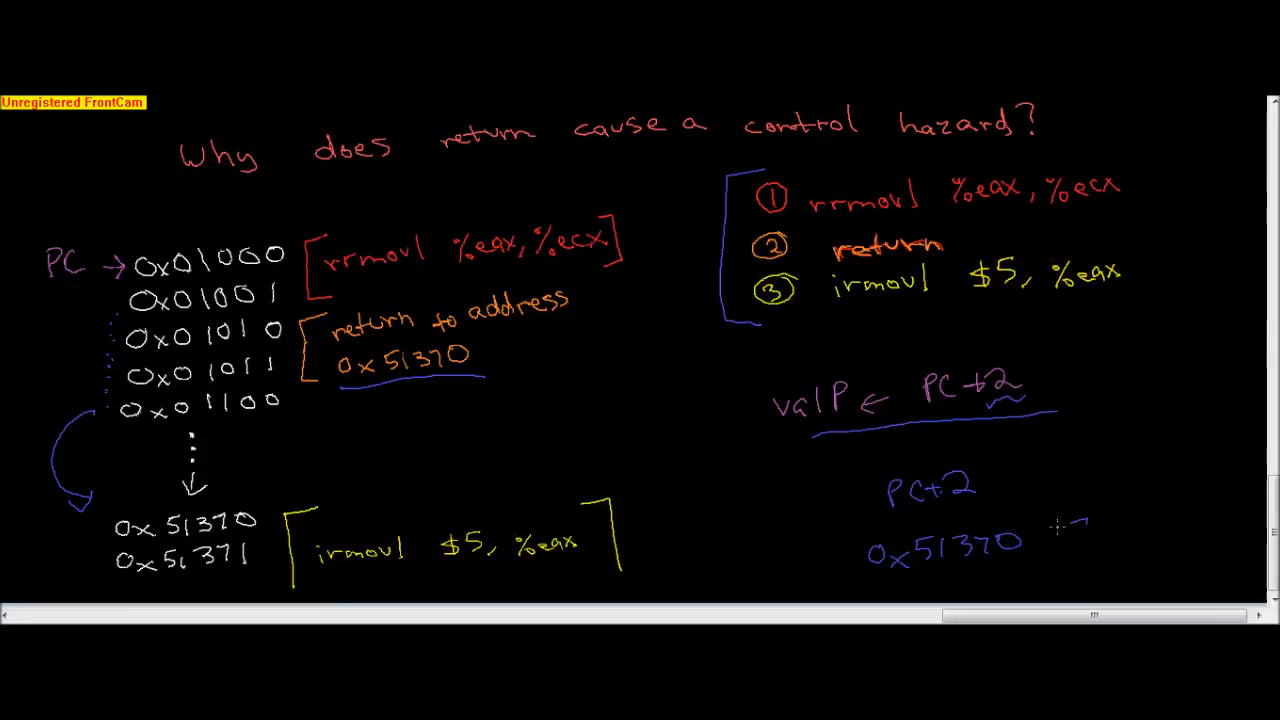 Unregistered FrontCam
Why does return cause a control hazard?
PC → 0x01000
0x01001
0x01010
0x01011
0x01100
0x51370
0x51371
rrmovl %eax, %ecx
return to address
0x51370
irmovl $5, %eax
① rrmovl %eax, %ecx
② return
③ irmovl $5, %eax
valP ← PC+2
PC+2
0x51370